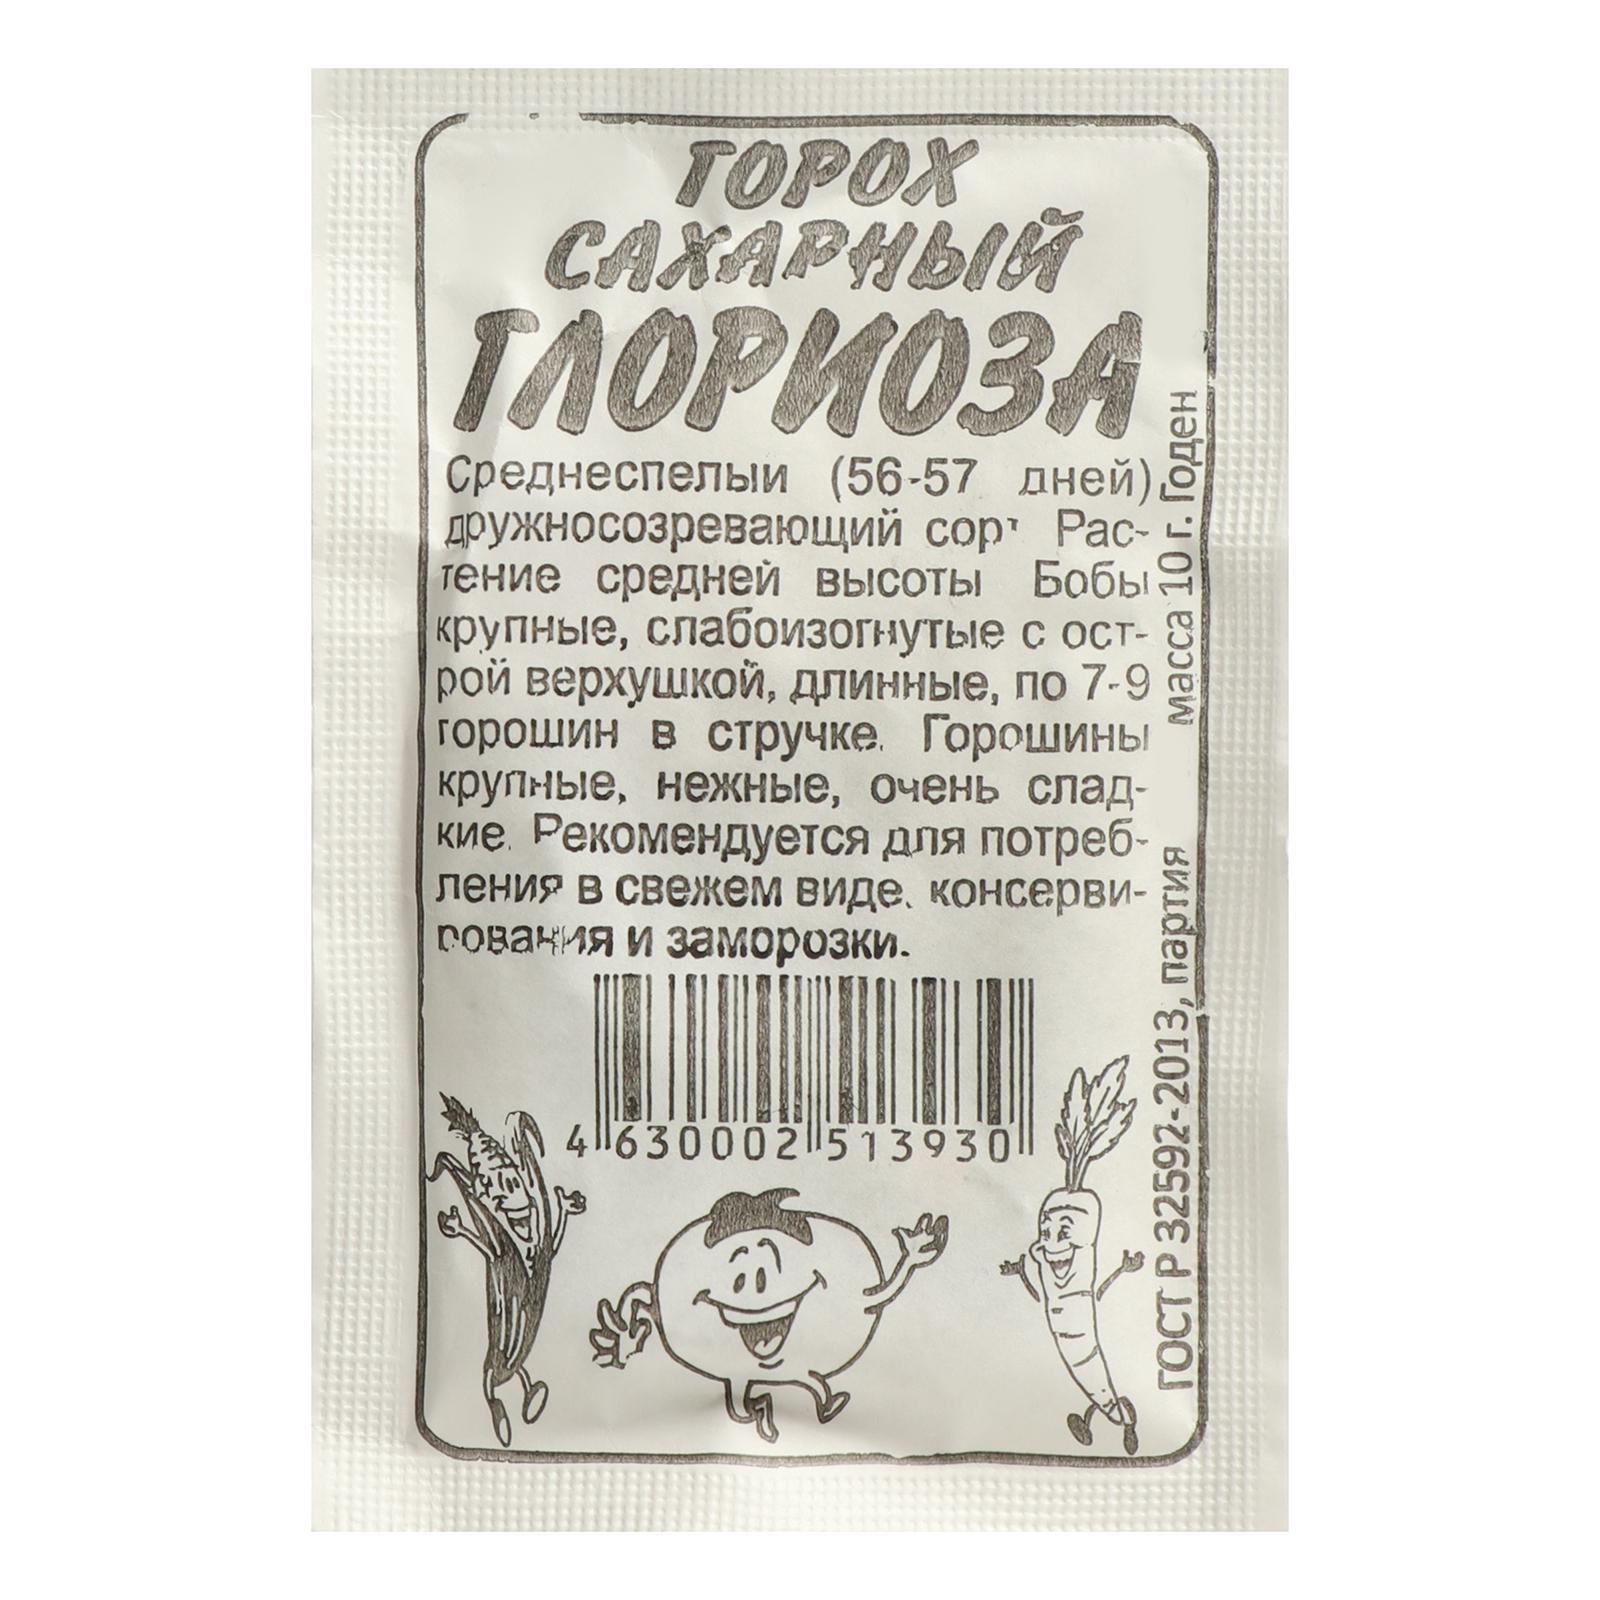 ГОРОХ
САХАРНЫЙ
ГЛОРИОЗА
Среднеспелый (56-57 дней)
дружносозревающий сорт Рас-
тение средней высоты Бобы
крупные, слабоизогнутые с ост-
рой верхушкой, длинные, по 7-9
горошин в стручке. Горошины
крупные, нежные, очень слад-
кие. Рекомендуется для потреб-
ления в свежем виде, консерви-
рования и заморозки.
4 630002 513930
ГОСТ Р 32592-2013, партия масса 10 г. Годен